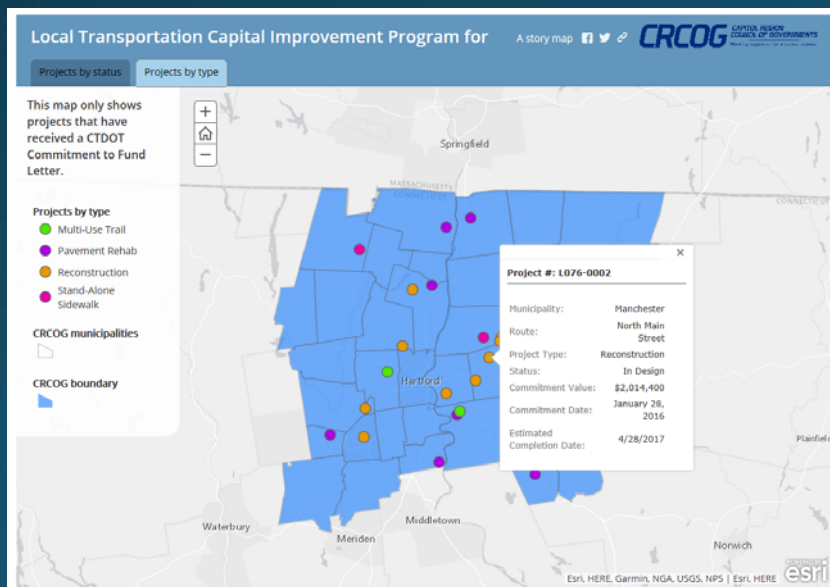 Local Transportation Capital Improvement Program for
A story map
CRCOG CAPITOL REGION
COUNCIL OF GOVERNMENTS
Projects by status
Projects by type
This map only shows
projects that have
received a CTDOT
Commitment to Fund
Letter.
Projects by type
Multi-Use Trail
Pavement Rehab
Reconstruction
Stand-Alone
Sidewalk
CRCOG municipalities
CRCOG boundary
+
−
Springfield
MASSACHUSETTS
CONNECTICUT
CONNECTICUT
Hartford
Project #: L076-0002
×
Municipality: Manchester
Route: North Main
Street
Project Type: Reconstruction
Status: In Design
Commitment Value: $2,014,400
Commitment Date: January 28,
2016
Estimated
Completion Date: 4/28/2017
Plainfield
Waterbury
Middletown
Meriden
Norwich
Esri, HERE, Garmin, NGA, USGS, NPS | Esri, HERE
POWERED BY
esri